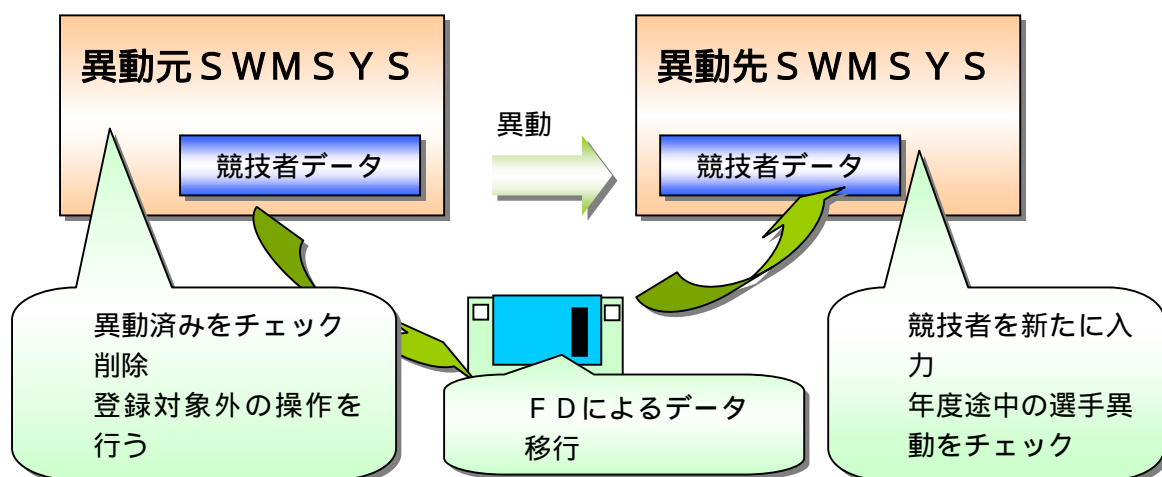 異動元ＳＷＭＳＹＳ
競技者データ
異動
異動先ＳＷＭＳＹＳ
競技者データ
異動済みをチェック
削除
登録対象外の操作を
行う
ＦＤによるデータ
移行
競技者を新たに入
力
年度途中の選手異
動をチェック